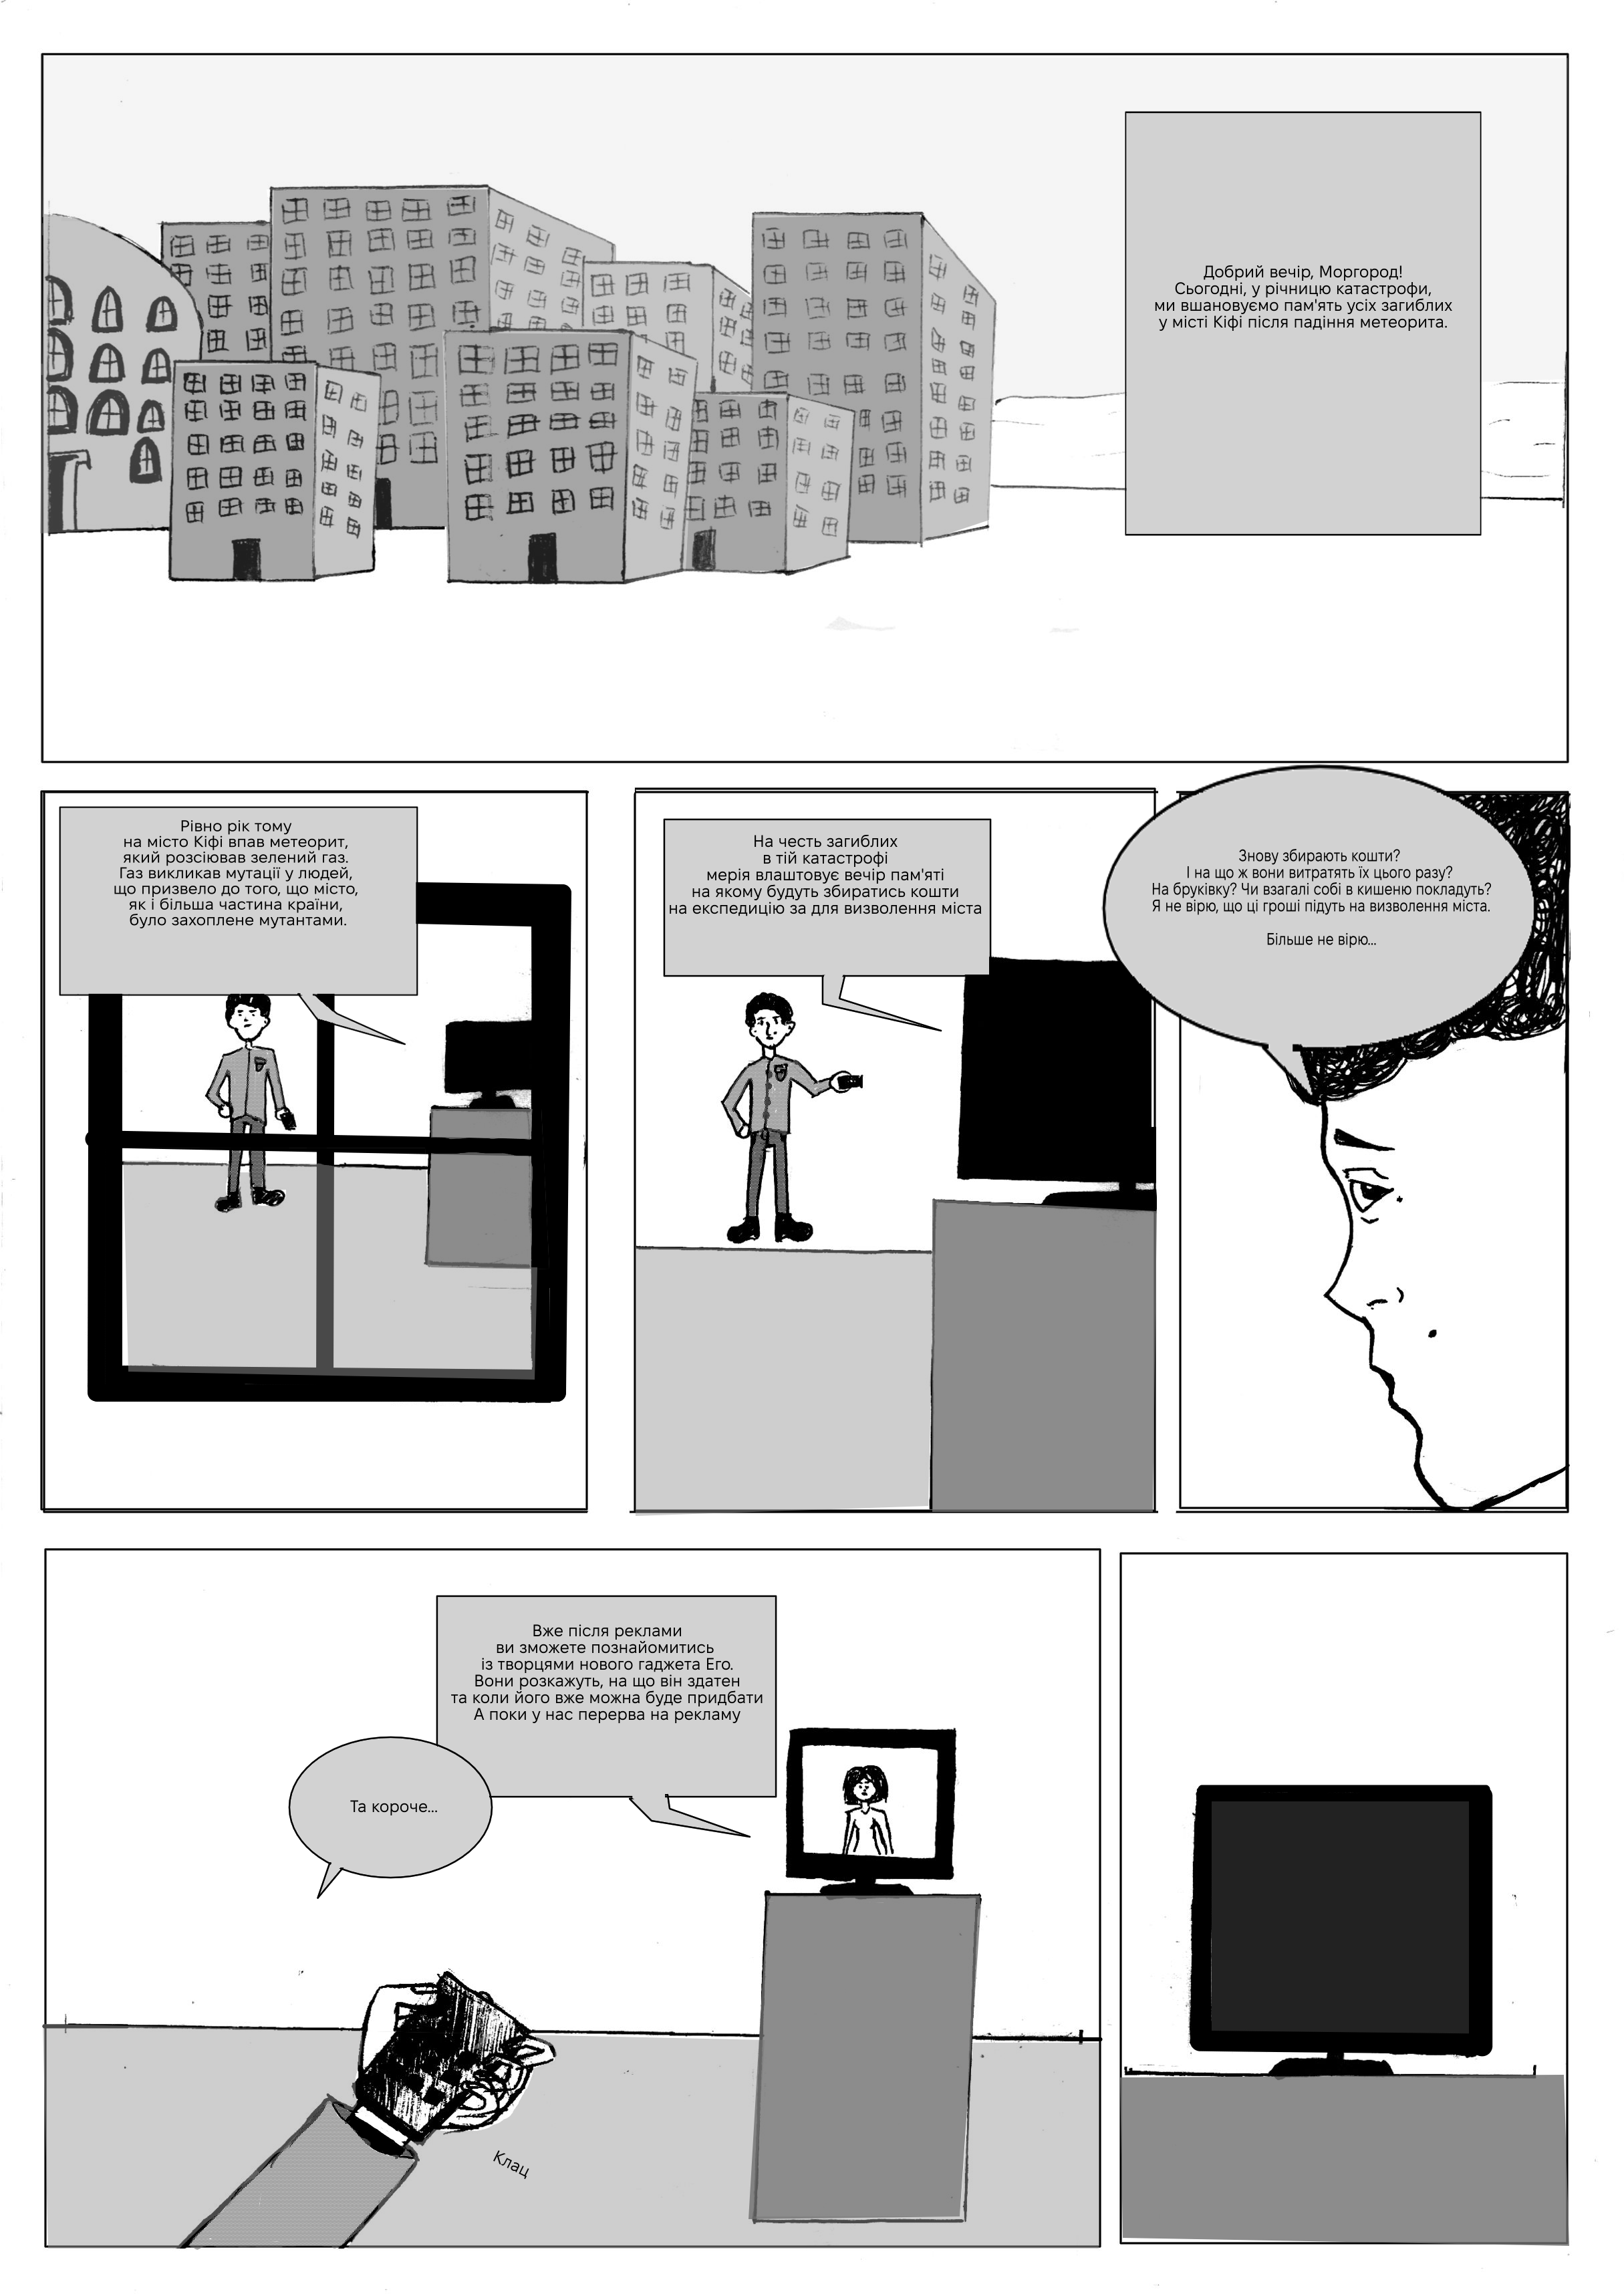 Добрий вечір, Моргород!
Сьогодні, у річницю катастрофи,
ми вшановуємо пам'ять усіх загиблих
у місті Кіфі після падіння метеорита.
Рівно рік тому
на місто Кіфі впав метеорит,
який розсіював зелений газ.
Газ викликав мутації у людей,
що призвело до того, що місто,
як і більша частина країни,
було захоплене мутантами.
На честь загиблих
в тій катастрофі
мерія влаштовує вечір пам'яті
на якому будуть збиратись кошти
на експедицію за для визволення міста
Знову збирають кошти?
І на що ж вони витратять їх цього разу?
На бруківку? Чи взагалі собі в кишеню покладуть?
Я не вірю, що ці гроші підуть на визволення міста.
Більше не вірю...
Вже після реклами
ви зможете познайомитись
із творцями нового гаджета Его.
Вони розкажуть, на що він здатен
та коли його вже можна буде придбати
А поки у нас перерва на рекламу
Та короче...
Клац